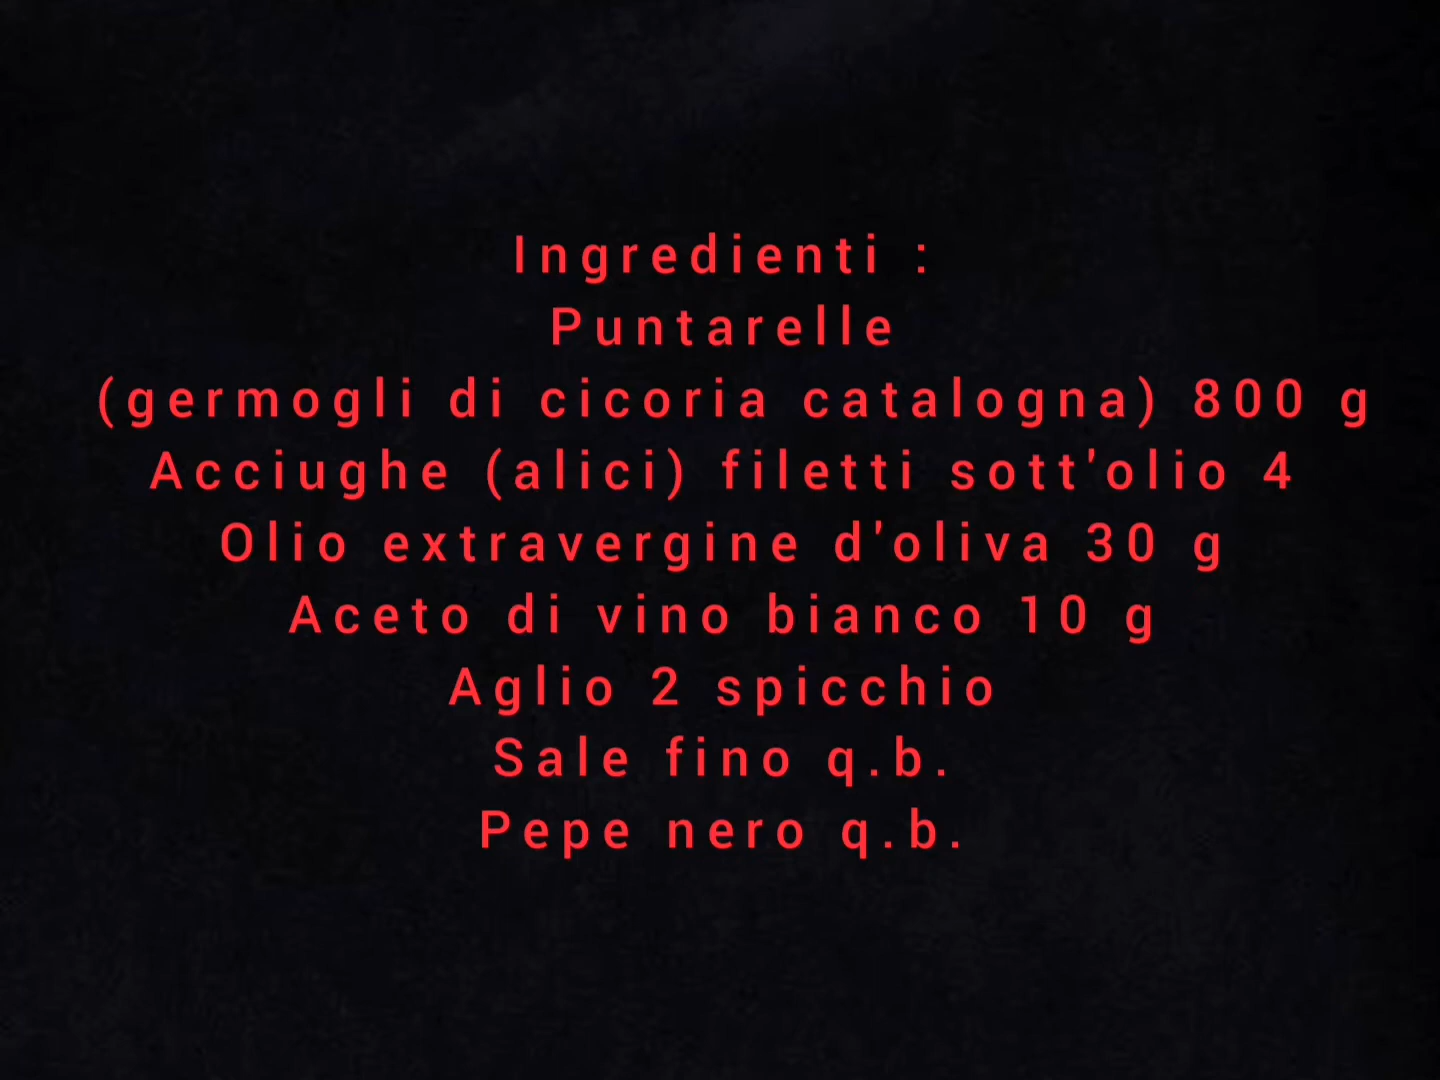 Ingredienti :
Puntarelle
(germogli di cicoria catalogna) 800 g
Acciughe (alici) filetti sott'olio 4
Olio extravergine d'oliva 30 g
Aceto di vino bianco 10 g
Aglio 2 spicchio
Sale fino q.b.
Pepe nero q.b.